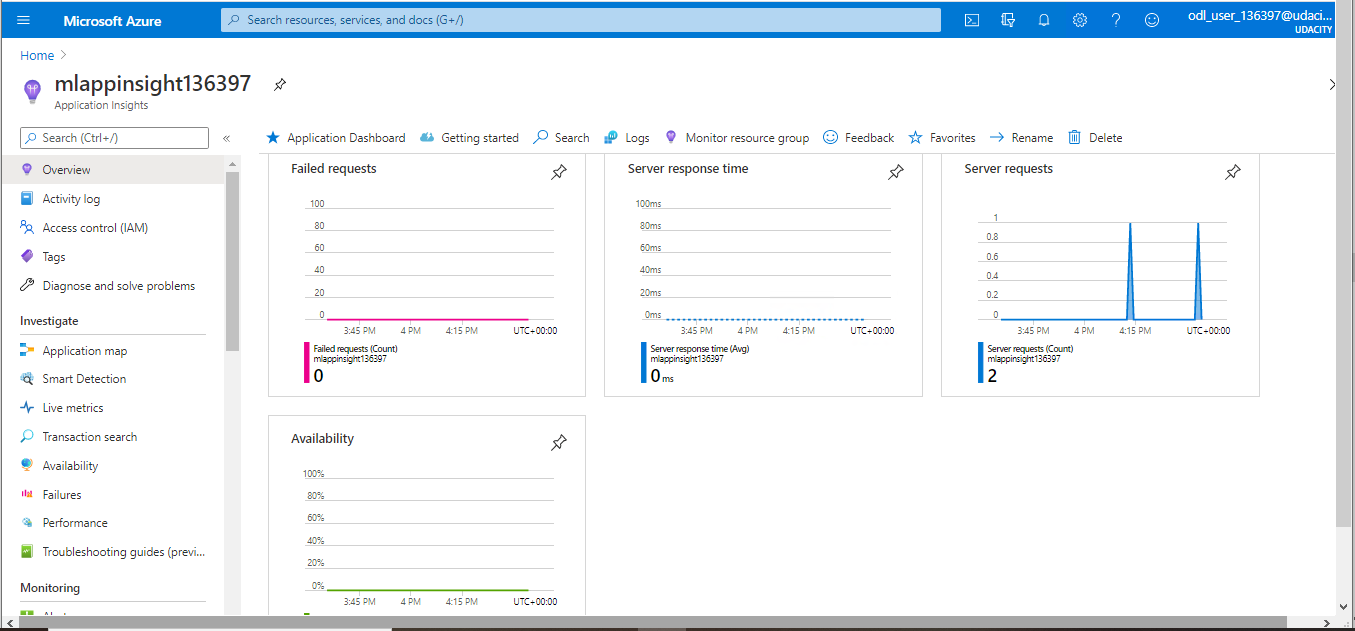 Microsoft Azure
Search resources, services, and docs (G+/)
odl_user_136397@udaci...
UDACITY
Home
mlappinsight136397
Application Insights
Search (Ctrl+/)
Overview
Activity log
Access control (IAM)
Tags
Diagnose and solve problems
Investigate
Application map
Smart Detection
Live metrics
Transaction search
Availability
Failures
Performance
Troubleshooting guides (previ...
Monitoring
Application Dashboard
Getting started
Search
Logs
Monitor resource group
Feedback
Favorites
Rename
Delete
Failed requests
100
80
60
40
20
0
3:45 PM 4 PM 4:15 PM UTC+00:00
Failed requests (Count)
mlappinsight136397
0
Server response time
100ms
80ms
60ms
40ms
20ms
0ms
3:45 PM 4 PM 4:15 PM UTC+00:00
Server response time (Avg)
mlappinsight136397
0 ms
Server requests
1
0.8
0.6
0.4
0.2
0
3:45 PM 4 PM 4:15 PM UTC+00:00
Server requests (Count)
mlappinsight136397
2
Availability
100%
80%
60%
40%
20%
0%
3:45 PM 4 PM 4:15 PM UTC+00:00